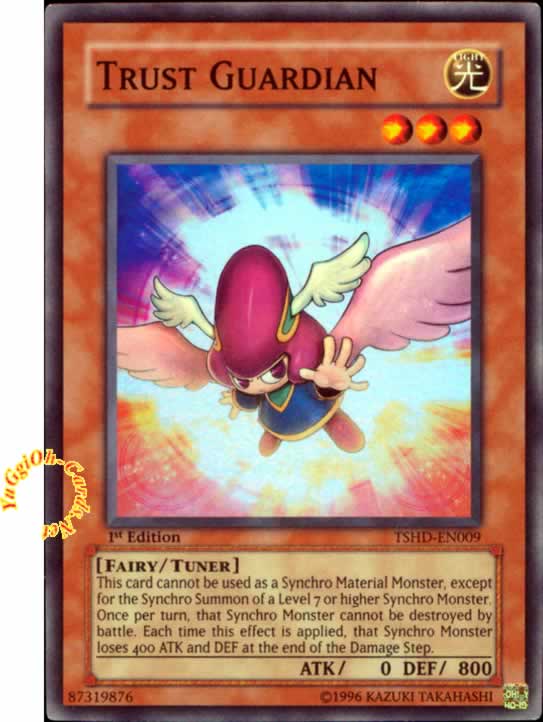 TRUST GUARDIAN
LIGHT
光
YuGgiOh-Cards.Net
1st Edition
TSHD-EN009
[FAIRY/TUNER]
This card cannot be used as a Synchro Material Monster, except
for the Synchro Summon of a Level 7 or higher Synchro Monster.
Once per turn, that Synchro Monster cannot be destroyed by
battle. Each time this effect is applied, that Synchro Monster
loses 400 ATK and DEF at the end of the Damage Step.
ATK/ 0 DEF/ 800
87319876
©1996 KAZUKI TAKAHASHI